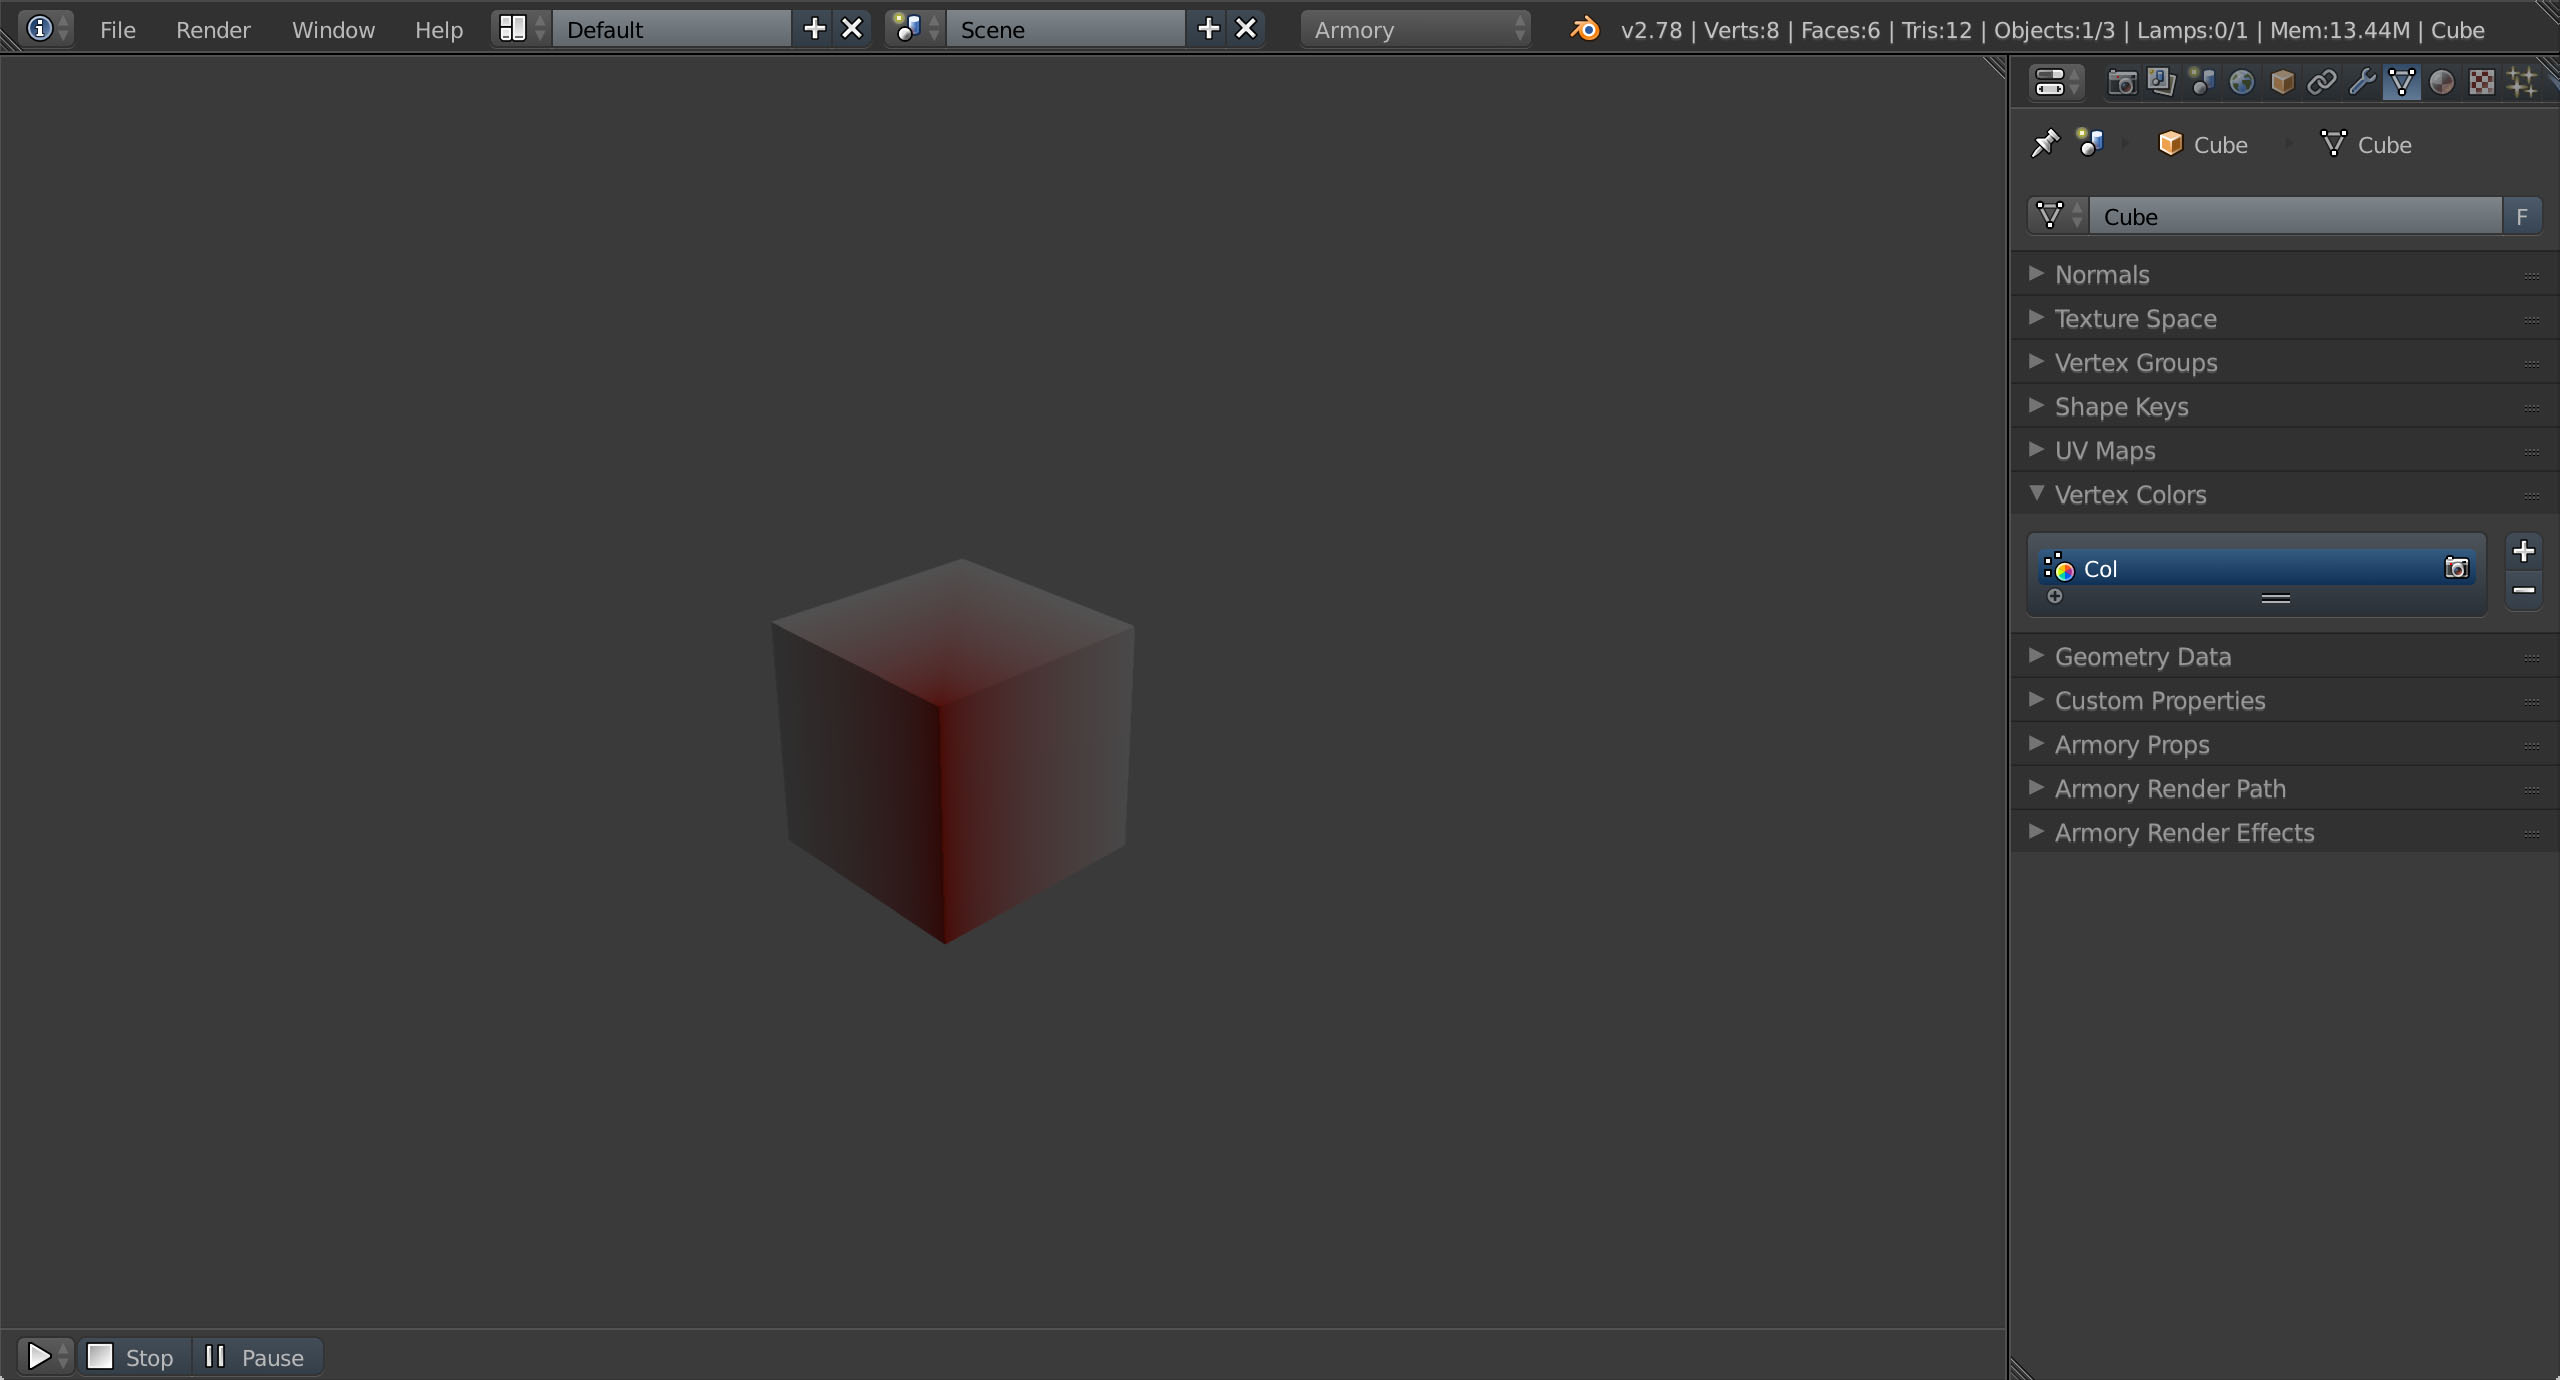 File Render Window Help Default Scene Armory v2.78 | Verts:8 | Faces:6 | Tris:12 | Objects:1/3 | Lamps:0/1 | Mem:13.44M | Cube
Cube Cube
Cube F
Normals
Texture Space
Vertex Groups
Shape Keys
UV Maps
Vertex Colors
Col
Geometry Data
Custom Properties
Armory Props
Armory Render Path
Armory Render Effects
Stop Pause